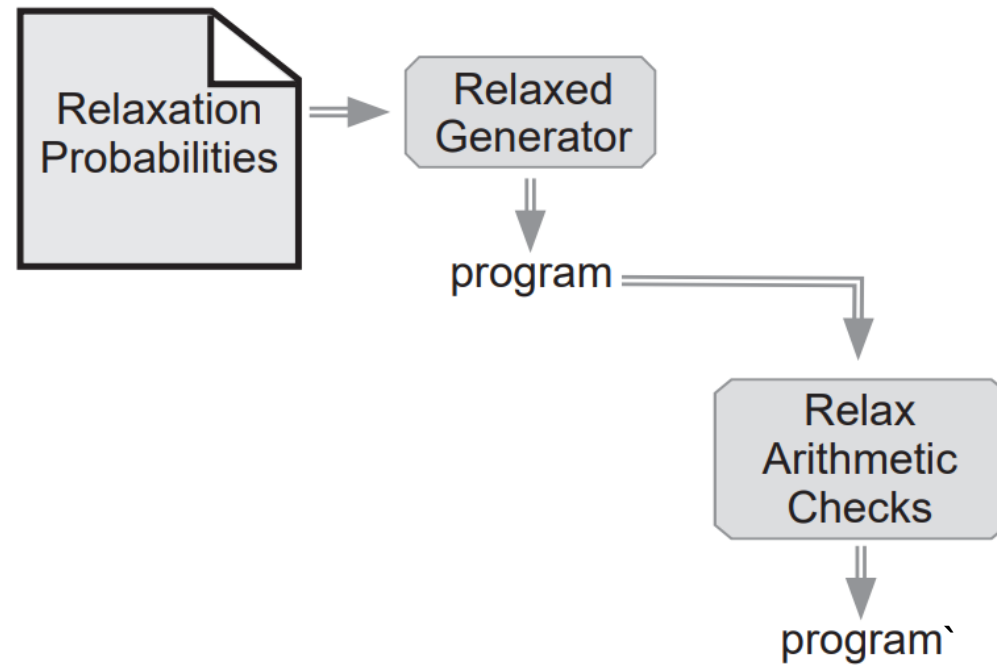 Relaxation
Probabilities
Relaxed
Generator
program
Relax
Arithmetic
Checks
program`